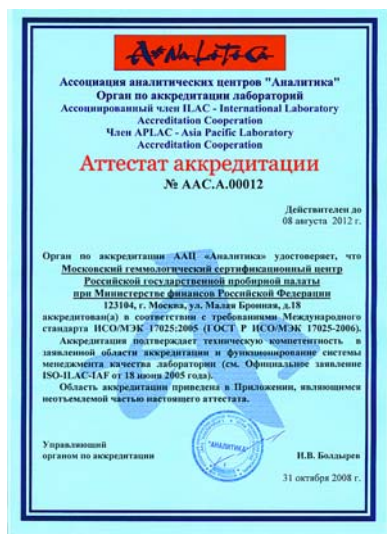 АНАЛИТИКА
Ассоциация аналитических центров "Аналитика"
Орган по аккредитации лабораторий
Ассоциированный член ILAC - International Laboratory
Accreditation Cooperation
Член APLAC - Asia Pacific Laboratory
Accreditation Cooperation
Аттестат аккредитации
№ ААС.А.00012
Действителен до
08 августа 2012 г.
Орган по аккредитации ААЦ «Аналитика» удостоверяет, что
Московский геммологический сертификационный центр
Российской государственной пробирной палаты
при Министерстве финансов Российской Федерации
123104, г. Москва, ул. Малая Бронная, д.18
аккредитован(а) в соответствии с требованиями Международного
стандарта ИСО/МЭК 17025:2005 (ГОСТ Р ИСО/МЭК 17025-2006).
Аккредитация подтверждает техническую компетентность в
заявленной области аккредитации и функционирование системы
менеджмента качества лаборатории (см. Официальное заявление
ISO-ILAC-IAF от 18 июня 2005 года).
Область аккредитации приведена в Приложении, являющимся
неотъемлемой частью настоящего аттестата.
Управляющий
органом по аккредитации
"АНАЛИТИКА"
И.В. Болдырев
31 октября 2008 г.